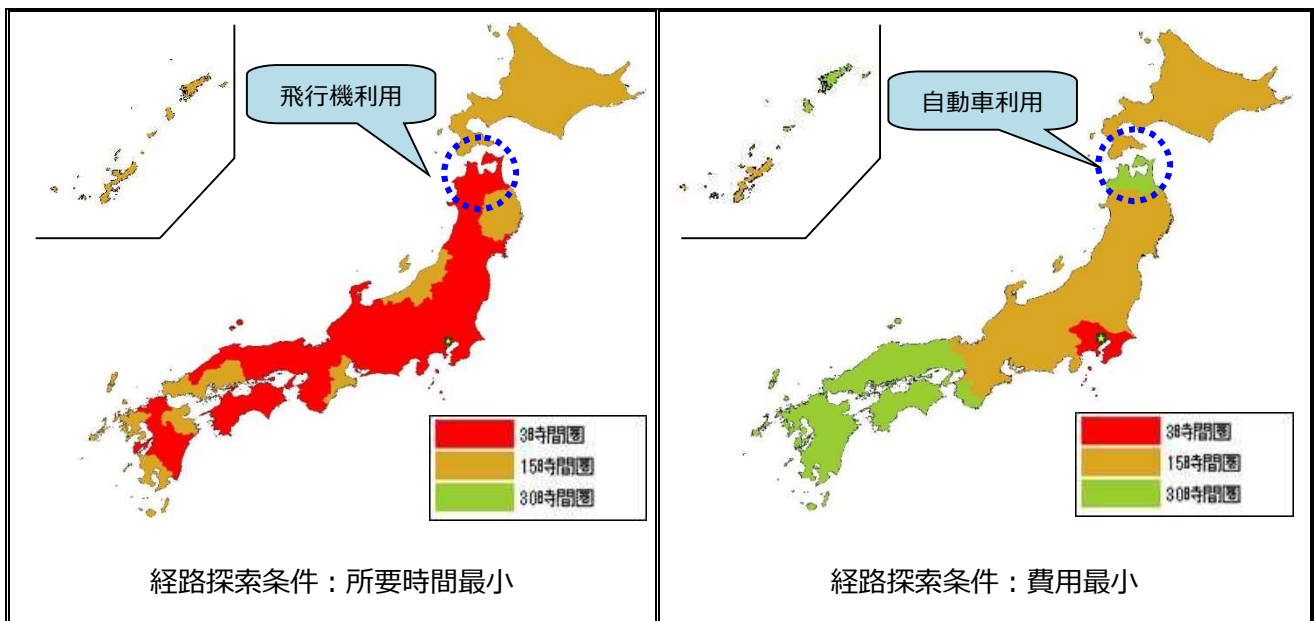 飛行機利用
3時間圏
15時間圏
30時間圏
経路探索条件：所要時間最小
自動車利用
3時間圏
15時間圏
30時間圏
経路探索条件：費用最小